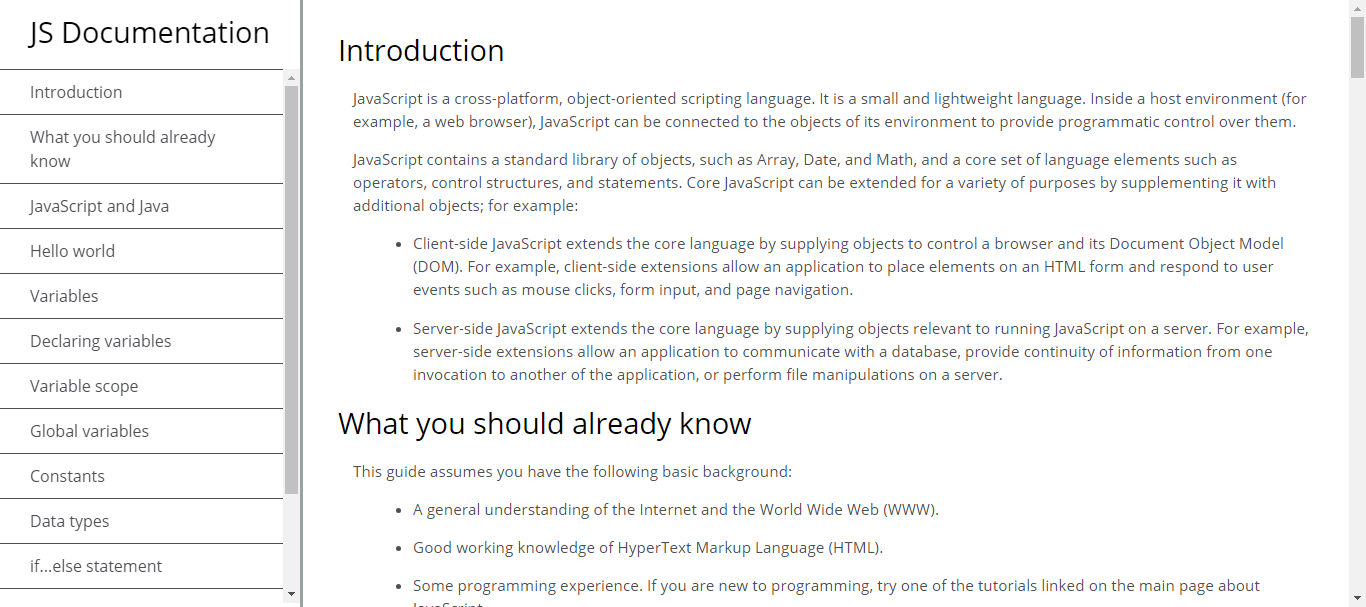 JS Documentation
Introduction
What you should already
know
JavaScript and Java
Hello world
Variables
Declaring variables
Variable scope
Global variables
Constants
Data types
if...else statement
Introduction
JavaScript is a cross-platform, object-oriented scripting language. It is a small and lightweight language. Inside a host environment (for
example, a web browser), JavaScript can be connected to the objects of its environment to provide programmatic control over them.
JavaScript contains a standard library of objects, such as Array, Date, and Math, and a core set of language elements such as
operators, control structures, and statements. Core JavaScript can be extended for a variety of purposes by supplementing it with
additional objects; for example:
• Client-side JavaScript extends the core language by supplying objects to control a browser and its Document Object Model
(DOM). For example, client-side extensions allow an application to place elements on an HTML form and respond to user
events such as mouse clicks, form input, and page navigation.
• Server-side JavaScript extends the core language by supplying objects relevant to running JavaScript on a server. For example,
server-side extensions allow an application to communicate with a database, provide continuity of information from one
invocation to another of the application, or perform file manipulations on a server.
What you should already know
This guide assumes you have the following basic background:
• A general understanding of the Internet and the World Wide Web (WWW).
• Good working knowledge of HyperText Markup Language (HTML).
• Some programming experience. If you are new to programming, try one of the tutorials linked on the main page about
JavaScript.